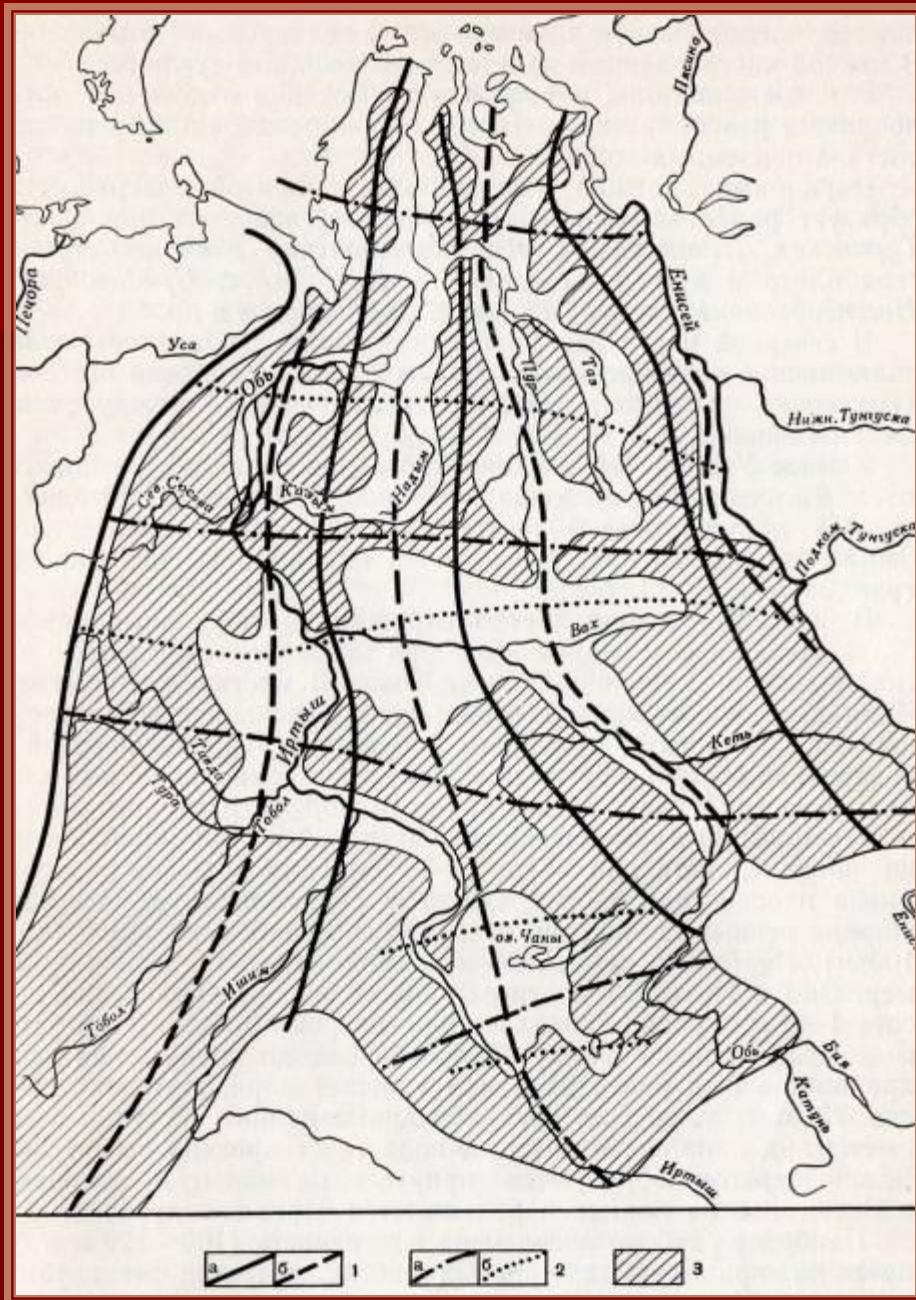 Пясина
Печора
Енисей
Уса
Обь
Пур
Таз
Нижн. Тунгуска
Надым
Казым
Сев. Сосьва
Подкам. Тунгуска
Вах
Иртыш
Кеть
Тавда
Тура
Тобол
оз. Чаны
Ишим
Тобол
Обь
Бия
Катунь
Иртыш
а б 1 а б 2 3